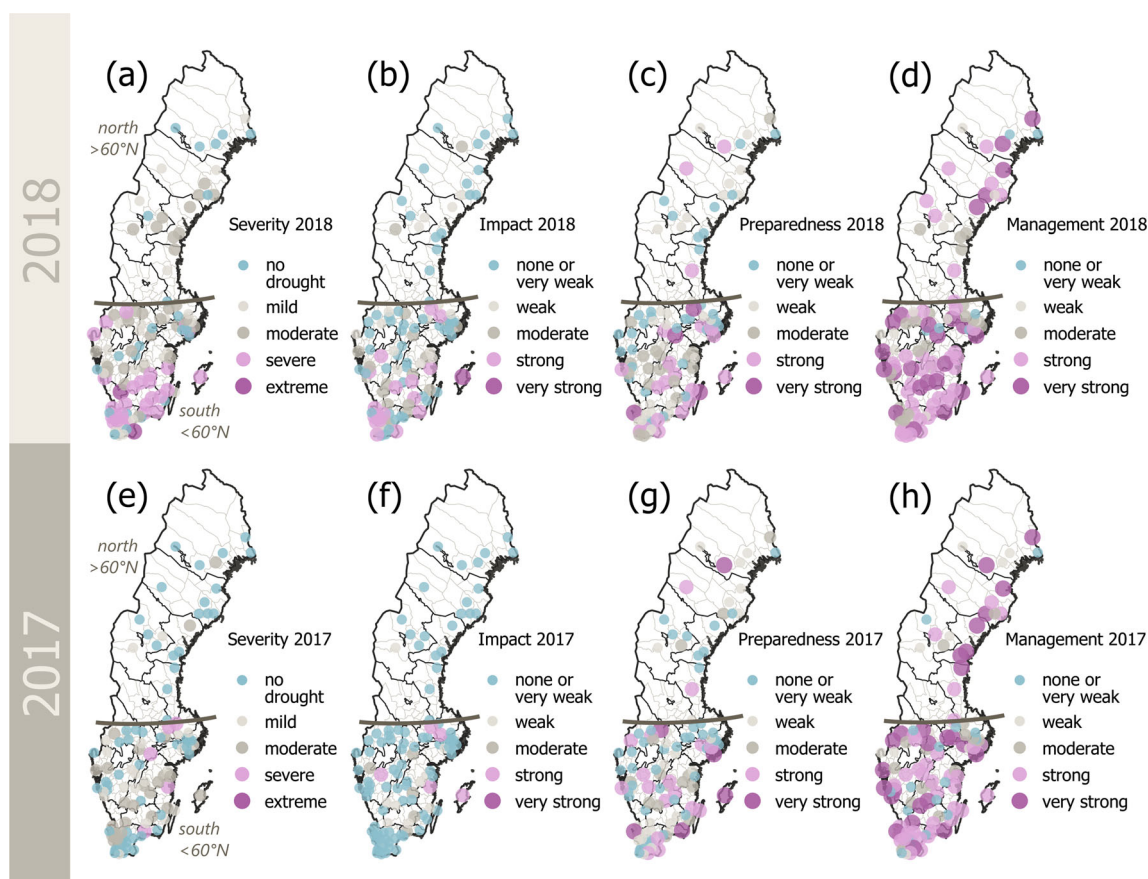 2018
(a)
(b)
(c)
(d)
north
>60°N
Severity 2018
no
drought
mild
moderate
severe
extreme
south
<60°N
Impact 2018
none or
very weak
weak
moderate
strong
very strong
Preparedness 2018
none or
very weak
weak
moderate
strong
very strong
Management 2018
none or
very weak
weak
moderate
strong
very strong
2017
(e)
(f)
(g)
(h)
north
>60°N
Severity 2017
no
drought
mild
moderate
severe
extreme
south
<60°N
Impact 2017
none or
very weak
weak
moderate
strong
very strong
Preparedness 2017
none or
very weak
weak
moderate
strong
very strong
Management 2017
none or
very weak
weak
moderate
strong
very strong